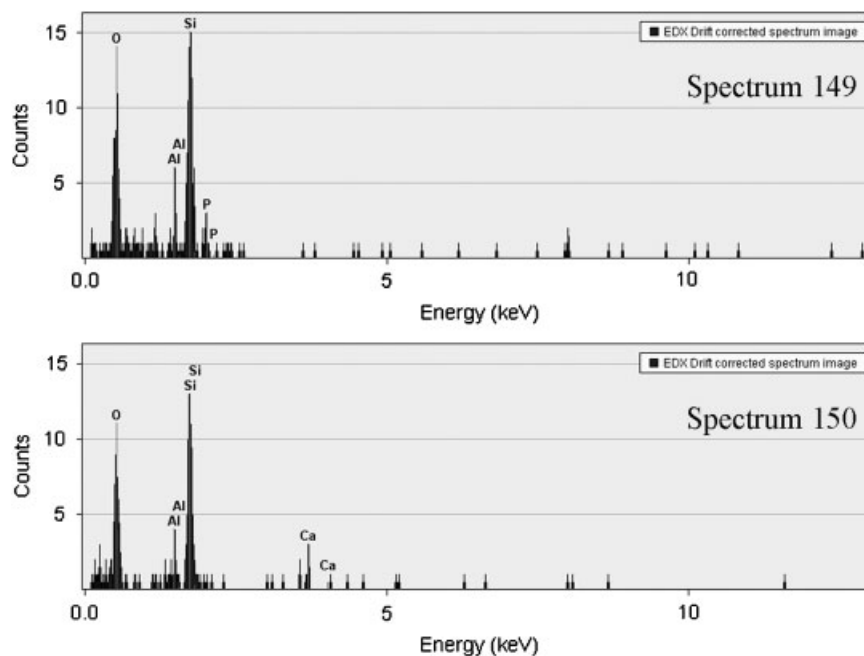 15
Si
EDX Drift corrected spectrum image
O
Spectrum 149
10
Counts
Al
Al
5
P
P
0.0
5
10
Energy (keV)
15
Si
EDX Drift corrected spectrum image
Si
O
Spectrum 150
10
Counts
Al
5
Al
Ca
Ca
0.0
5
10
Energy (keV)